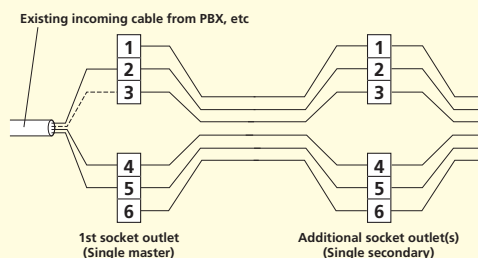 Existing incoming cable from PBX, etc
1
2
3
4
5
6
1
2
3
4
5
6
1st socket outlet
(Single master)
Additional socket outlet(s)
(Single secondary)